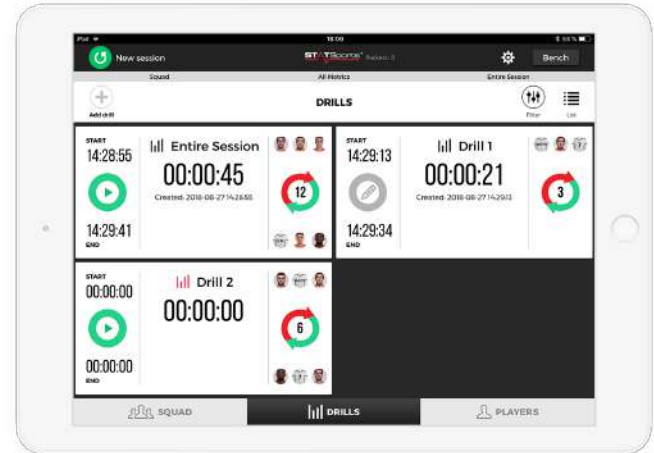 iPad
18:00
98%
New session
STATSports
Bench
Squad
All Metrics
Entire Session
Add drill
DRILLS
Filter
List
START
14:28:55
Entire Session
00:00:45
Created: 2018-08-27 14:28:55
12
14:29:41
END
START
14:29:13
Drill 1
00:00:21
Created: 2018-08-27 14:29:13
3
14:29:34
END
START
00:00:00
Drill 2
00:00:00
6
00:00:00
END
SQUAD
DRILLS
PLAYERS